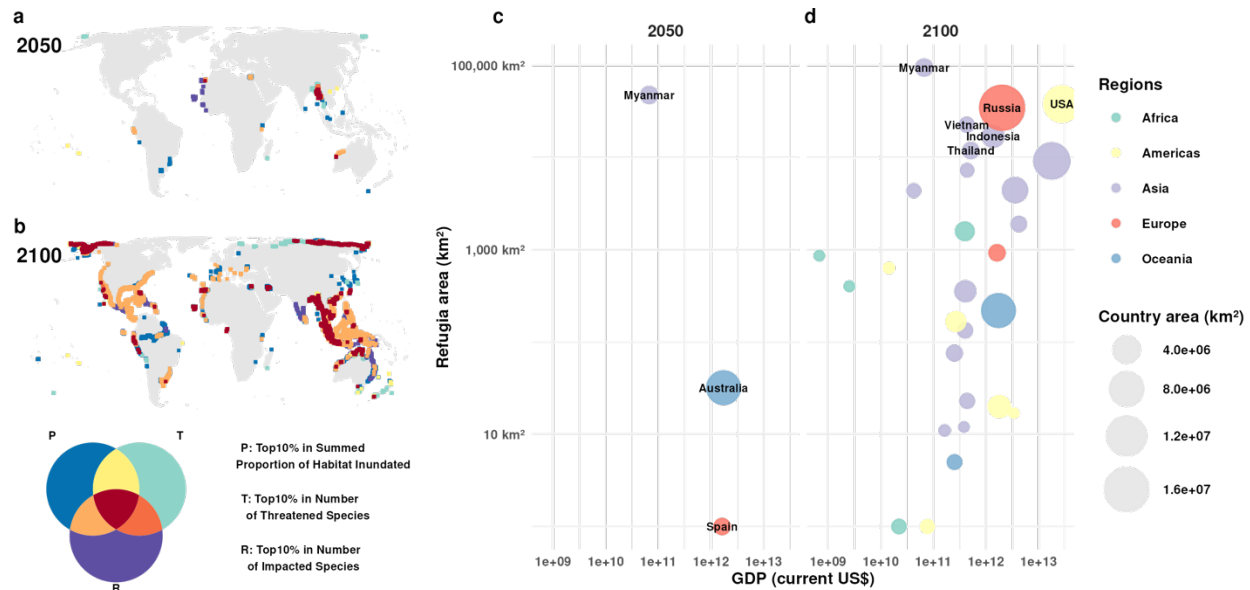 a
2050
b
2100
P
T
R
P: Top10% in Summed
Proportion of Habitat Inundated
T: Top10% in Number
of Threatened Species
R: Top10% in Number
of Impacted Species
c
d
2050
2100
Refugia area (km²)
100,000 km²
1,000 km²
10 km²
Myanmar
Australia
Spain
Myanmar
Russia
USA
Vietnam
Indonesia
Thailand
1e+09
1e+10
1e+11
1e+12
1e+13
1e+09
1e+10
1e+11
1e+12
1e+13
GDP (current US$)
Regions
Africa
Americas
Asia
Europe
Oceania
Country area (km²)
4.0e+06
8.0e+06
1.2e+07
1.6e+07